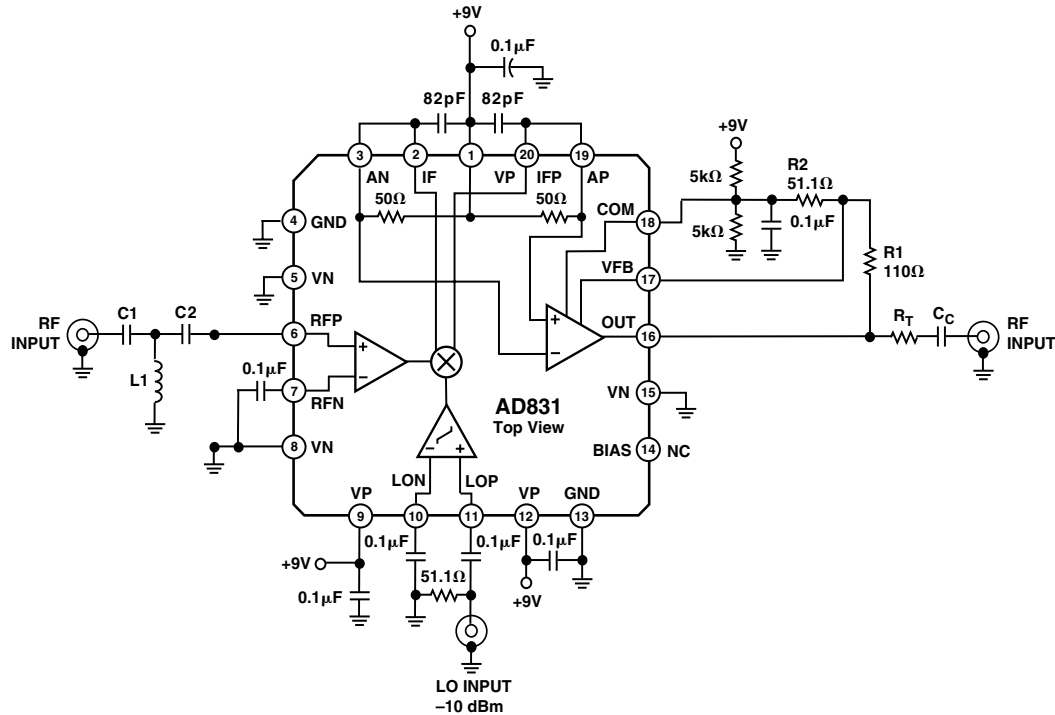 +9V
0.1µF
82pF
82pF
+9V
3
2
1
20
19
AN
IF
VP
IFP
AP
50Ω
50Ω
5kΩ
R2
51.1Ω
COM
18
5kΩ
0.1µF
4
GND
R1
110Ω
5
VN
VFB
17
RF
INPUT
C1
C2
6
RFP
+
−
OUT
16
RT
CC
RF
INPUT
+
−
L1
0.1µF
7
RFN
AD831
Top View
VN
15
8
VN
−
+
BIAS
14
NC
LON
LOP
VP
9
10
11
VP
12
GND
13
0.1µF
0.1µF
0.1µF
+9V
51.1Ω
0.1µF
+9V
LO INPUT
–10 dBm